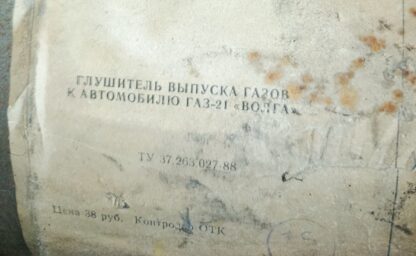 ГЛУШИТЕЛЬ ВЫПУСКА ГАЗОВ
К АВТОМОБИЛЮ ГАЗ-21 «ВОЛГА»
ТУ 37.263.027-88
Цена 38 руб. Контролер ОТК